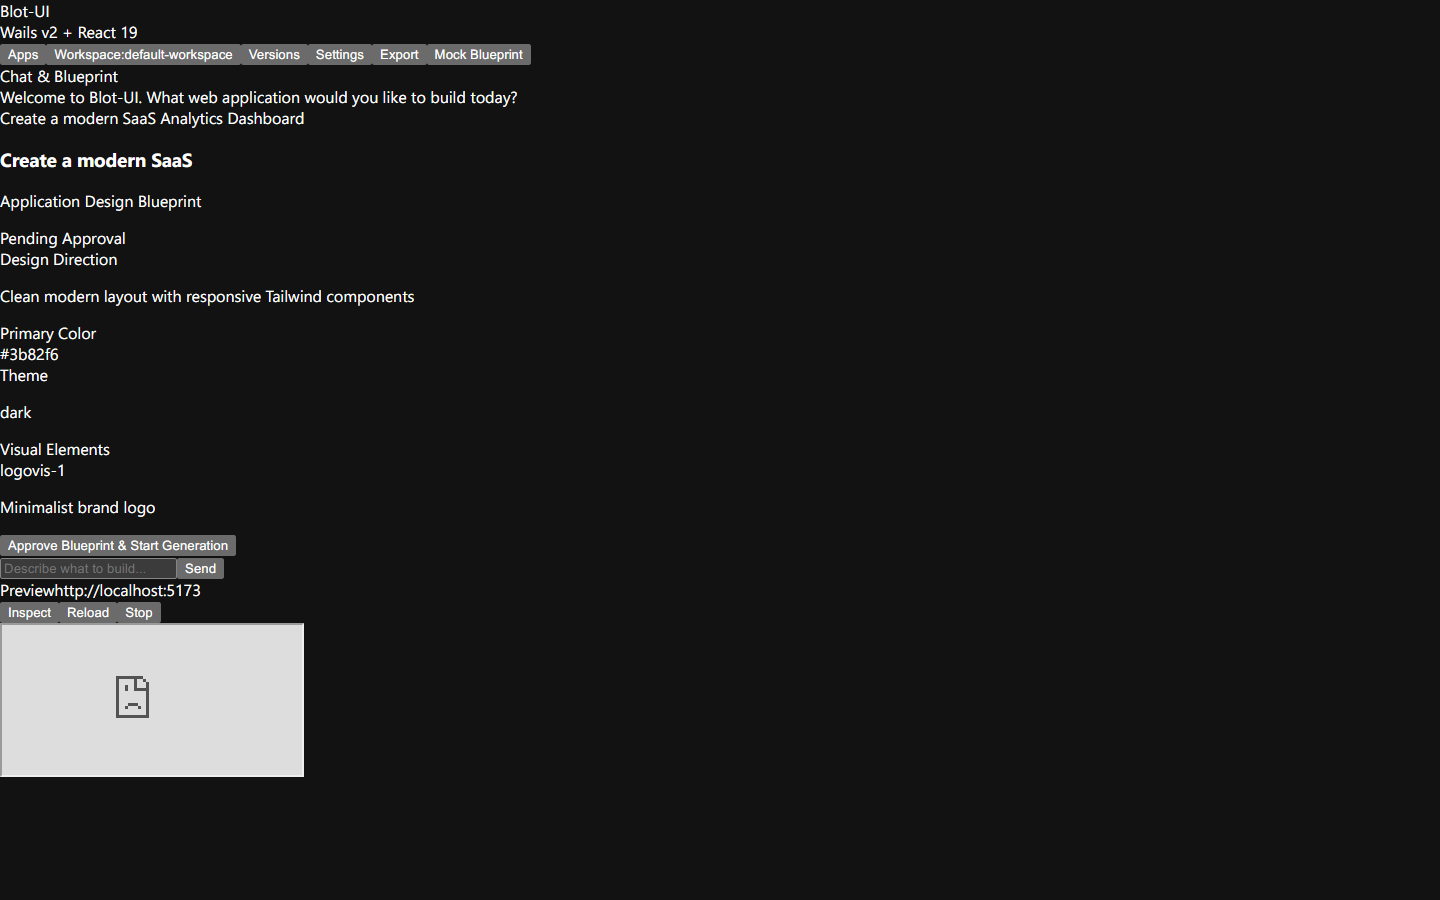 Blot-UI
Wails v2 + React 19
Apps Workspace:default-workspace Versions Settings Export Mock Blueprint
Chat & Blueprint
Welcome to Blot-UI. What web application would you like to build today?
Create a modern SaaS Analytics Dashboard
Create a modern SaaS
Application Design Blueprint
Pending Approval
Design Direction
Clean modern layout with responsive Tailwind components
Primary Color
#3b82f6
Theme
dark
Visual Elements
logovis-1
Minimalist brand logo
Approve Blueprint & Start Generation
Describe what to build... Send
Previewhttp://localhost:5173
Inspect Reload Stop